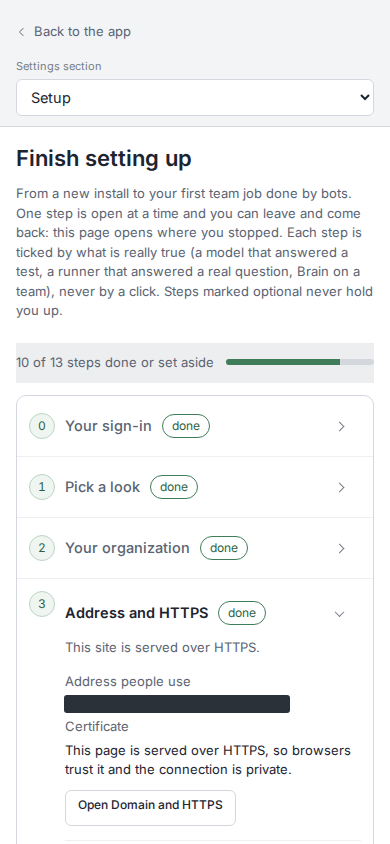 Back to the app
Settings section
Setup
Finish setting up
From a new install to your first team job done by bots.
One step is open at a time and you can leave and come
back: this page opens where you stopped. Each step is
ticked by what is really true (a model that answered a
test, a runner that answered a real question, Brain on a
team), never by a click. Steps marked optional never hold
you up.
10 of 13 steps done or set aside
0 Your sign-in done
1 Pick a look done
2 Your organization done
3 Address and HTTPS done
This site is served over HTTPS.
Address people use
Certificate
This page is served over HTTPS, so browsers
trust it and the connection is private.
Open Domain and HTTPS